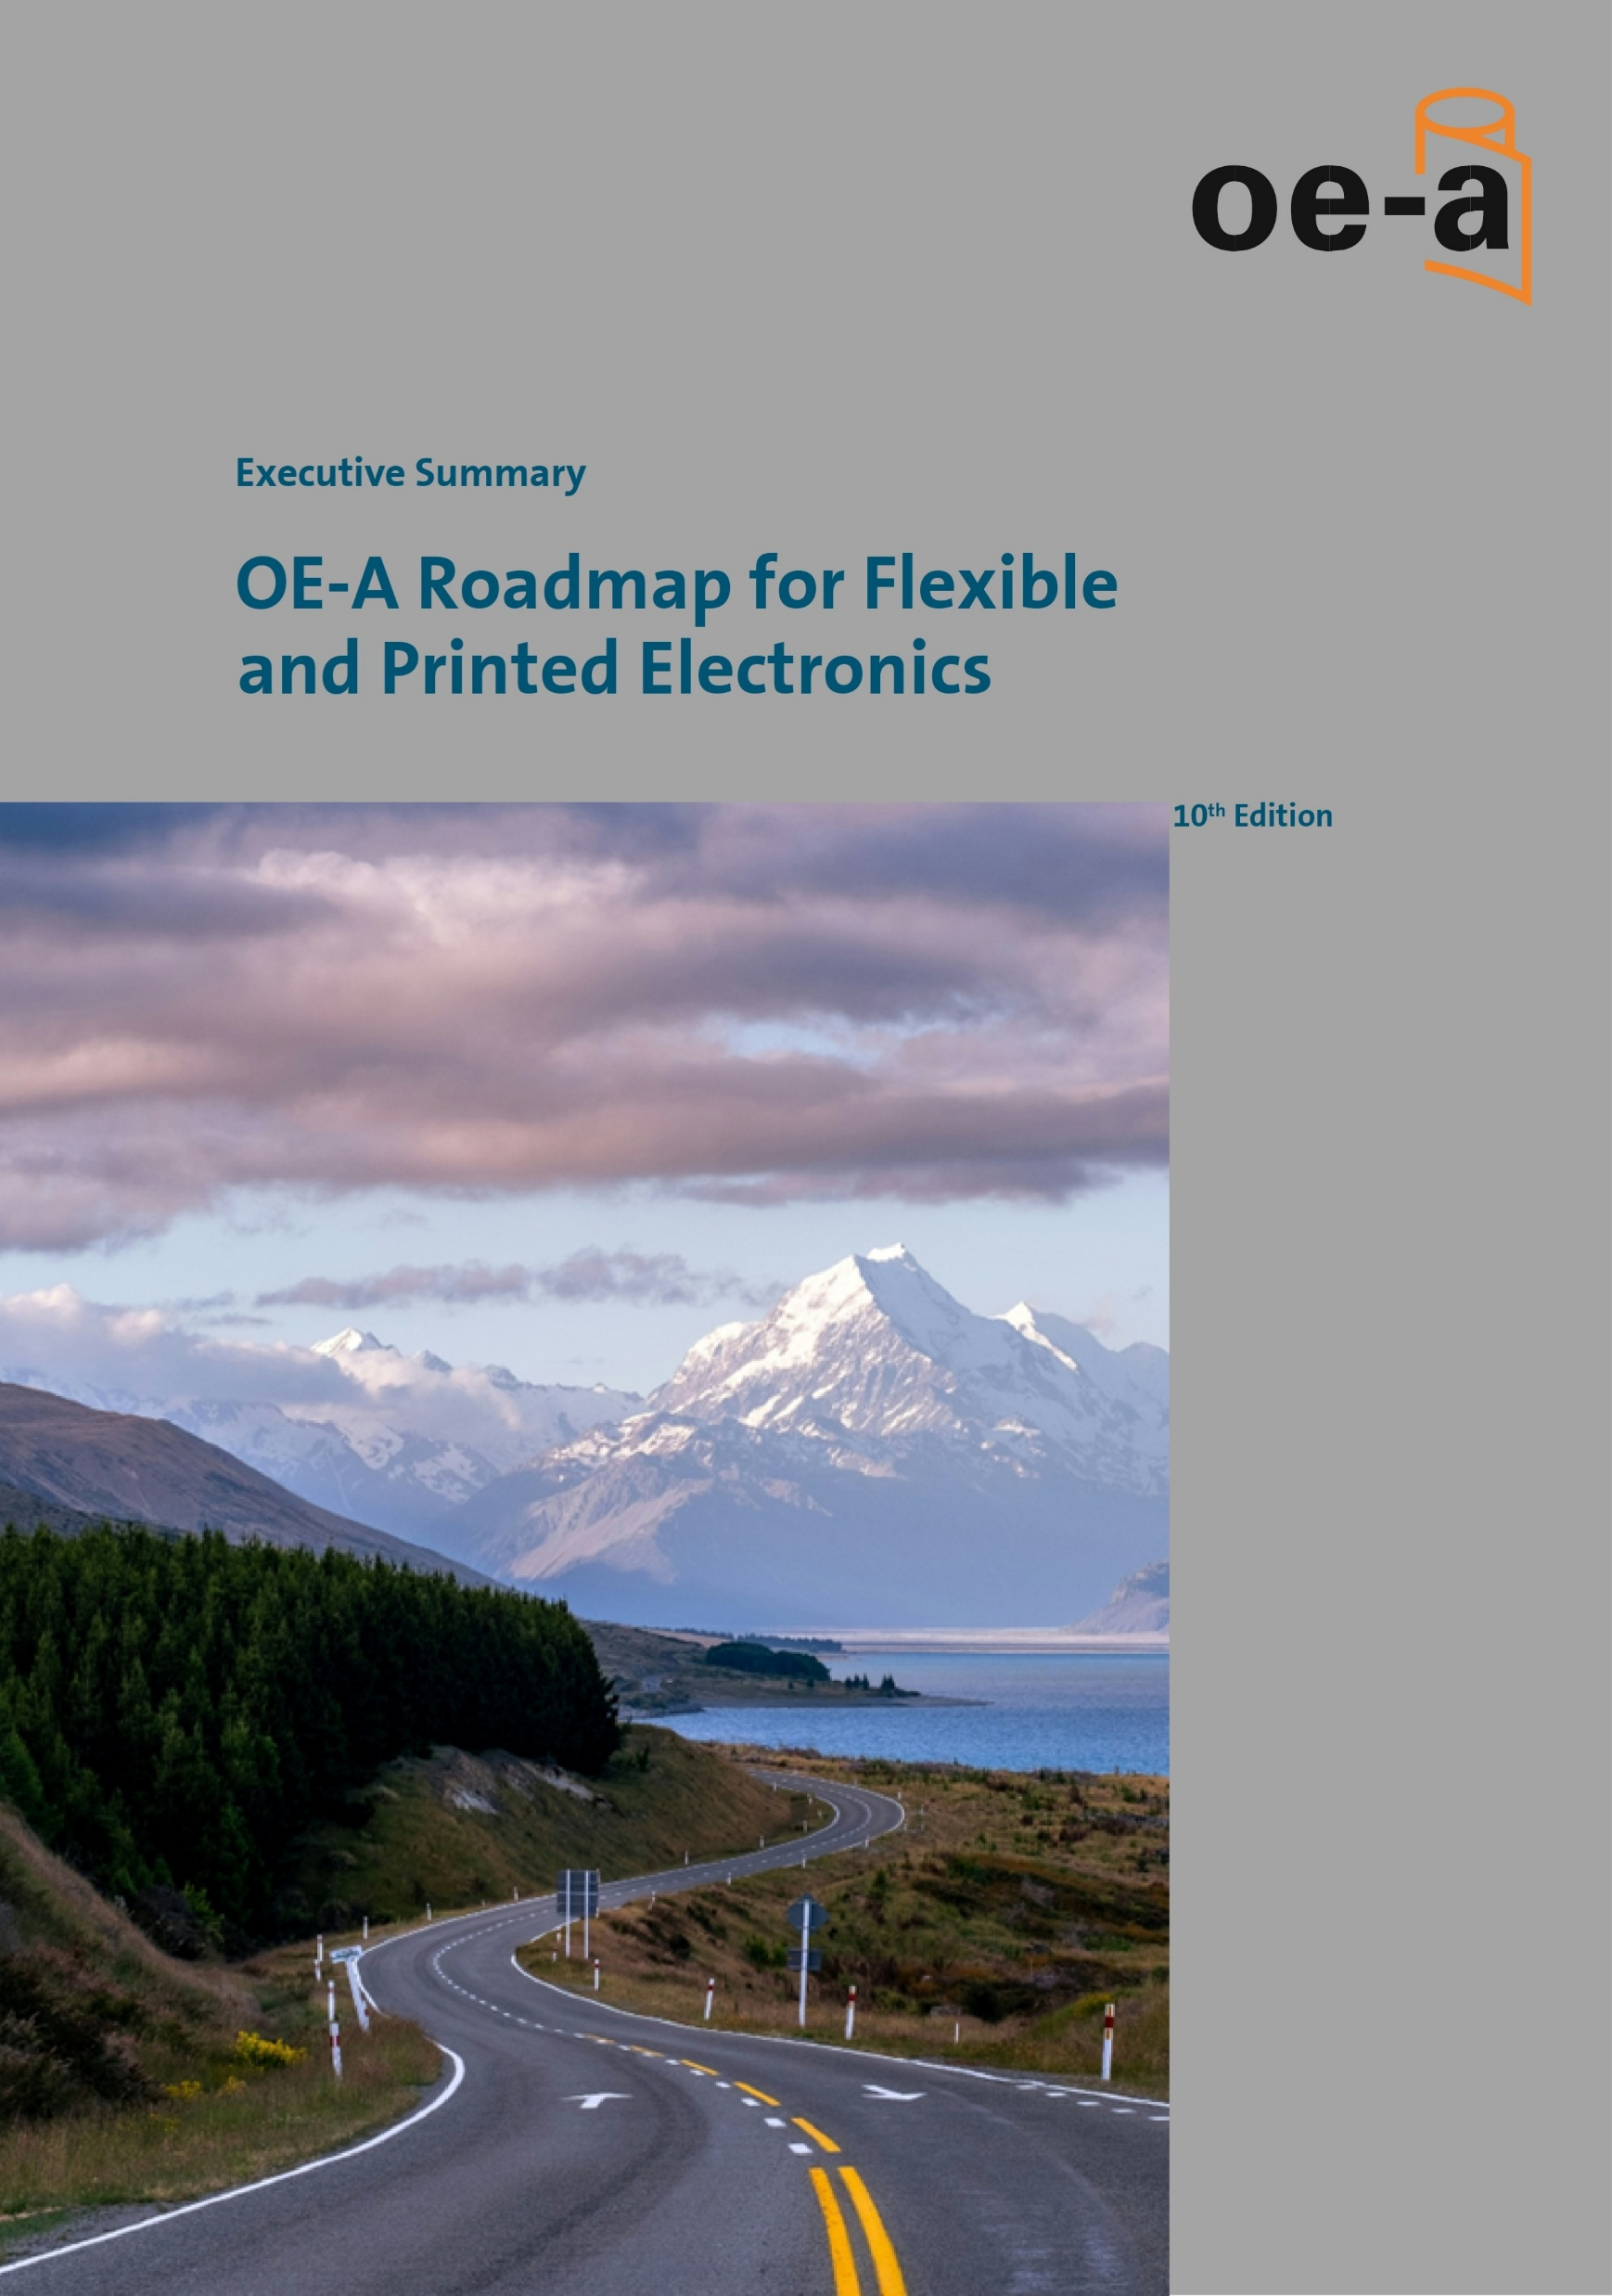 oe-a
Executive Summary
OE-A Roadmap for Flexible
and Printed Electronics
10th Edition